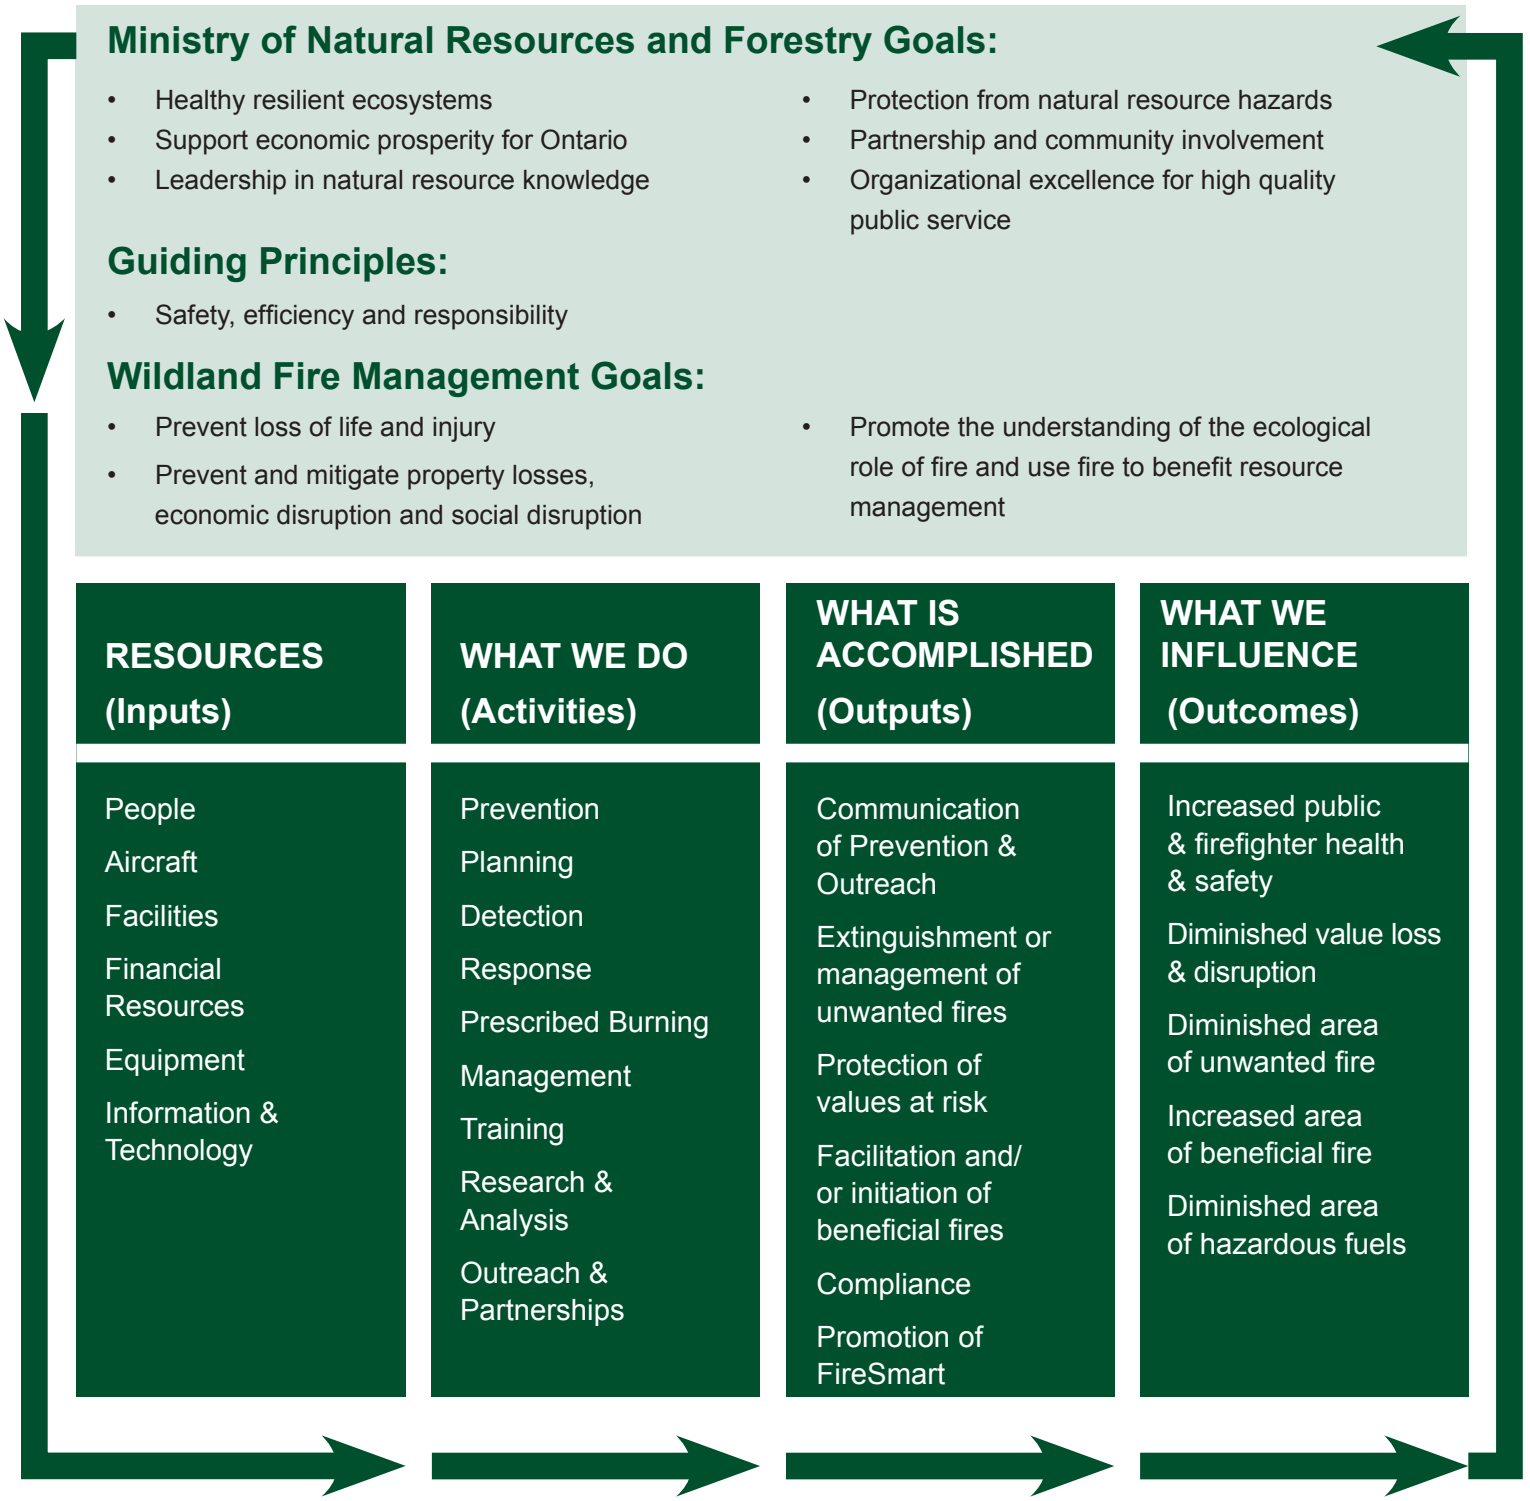 Ministry of Natural Resources and Forestry Goals:
• Healthy resilient ecosystems
• Support economic prosperity for Ontario
• Leadership in natural resource knowledge
• Protection from natural resource hazards
• Partnership and community involvement
• Organizational excellence for high quality
public service
Guiding Principles:
• Safety, efficiency and responsibility
Wildland Fire Management Goals:
• Prevent loss of life and injury
• Prevent and mitigate property losses,
economic disruption and social disruption
• Promote the understanding of the ecological
role of fire and use fire to benefit resource
management
RESOURCES
(Inputs)
People
Aircraft
Facilities
Financial
Resources
Equipment
Information &
Technology
WHAT WE DO
(Activities)
Prevention
Planning
Detection
Response
Prescribed Burning
Management
Training
Research &
Analysis
Outreach &
Partnerships
WHAT IS
ACCOMPLISHED
(Outputs)
Communication
of Prevention &
Outreach
Extinguishment or
management of
unwanted fires
Protection of
values at risk
Facilitation and/
or initiation of
beneficial fires
Compliance
Promotion of
FireSmart
WHAT WE
INFLUENCE
(Outcomes)
Increased public
& firefighter health
& safety
Diminished value loss
& disruption
Diminished area
of unwanted fire
Increased area
of beneficial fire
Diminished area
of hazardous fuels